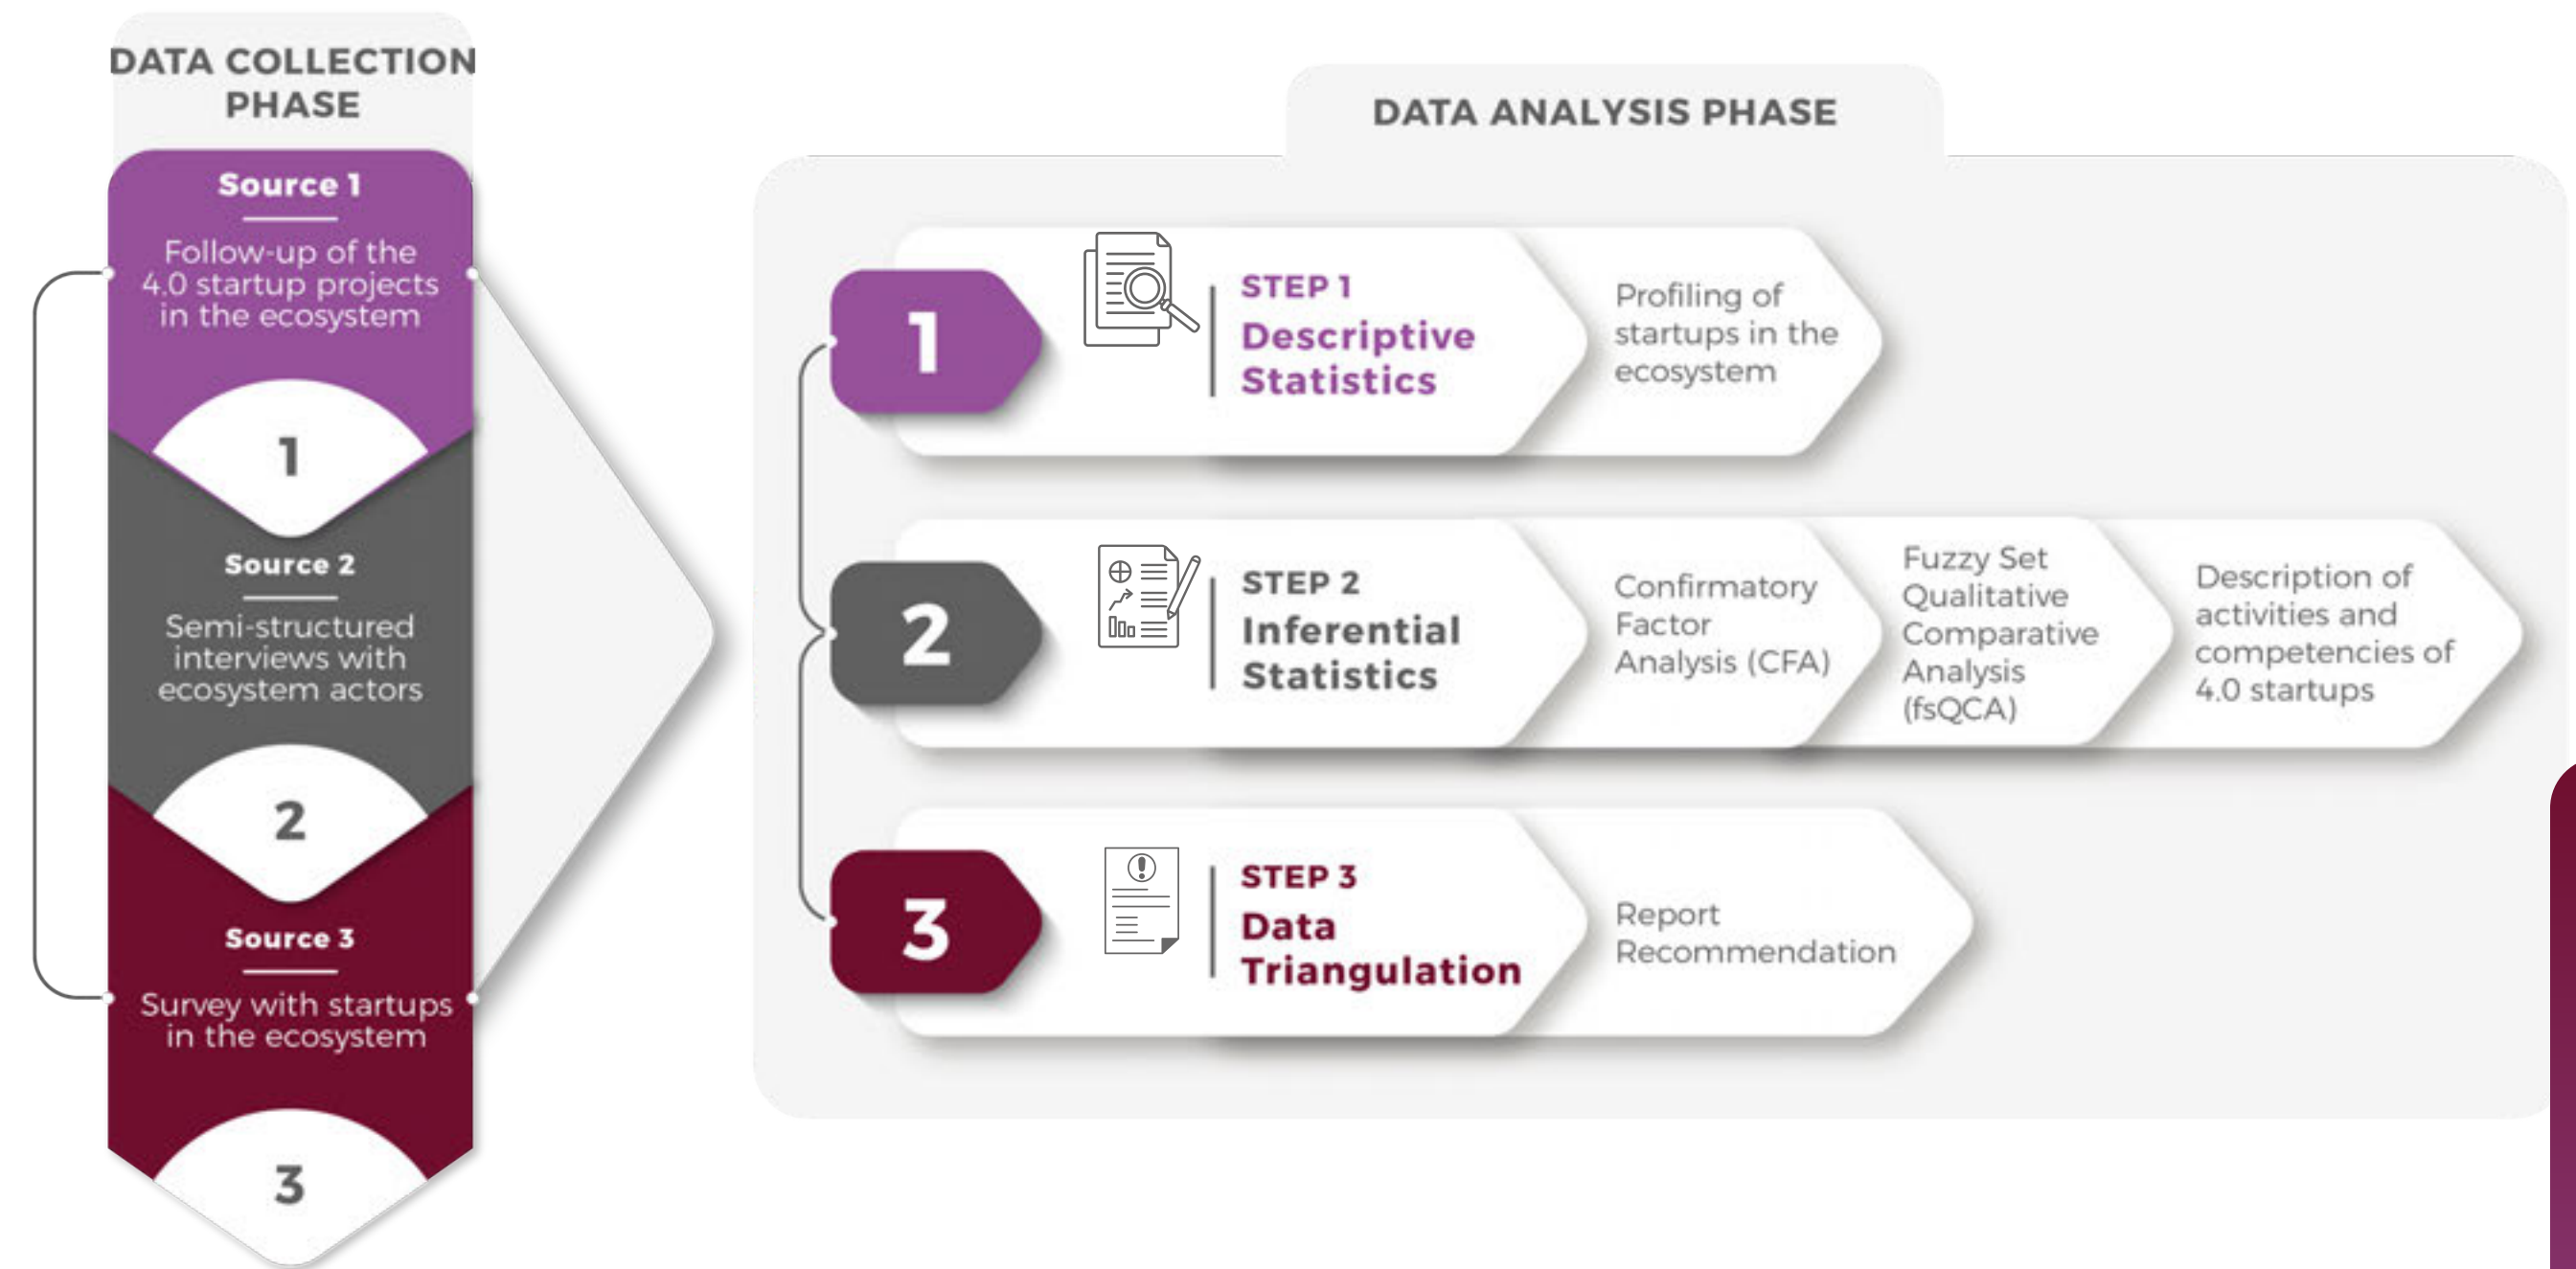 DATA COLLECTION
PHASE
Source 1
Follow-up of the
4.0 startup projects
in the ecosystem
1
Source 2
Semi-structured
interviews with
ecosystem actors
2
Source 3
Survey with startups
in the ecosystem
3
DATA ANALYSIS PHASE
1
STEP 1
Descriptive
Statistics
Profiling of
startups in the
ecosystem
2
STEP 2
Inferential
Statistics
Confirmatory
Factor
Analysis (CFA)
Fuzzy Set
Qualitative
Comparative
Analysis
(fsQCA)
Description of
activities and
competencies of
4.0 startups
3
STEP 3
Data
Triangulation
Report
Recommendation